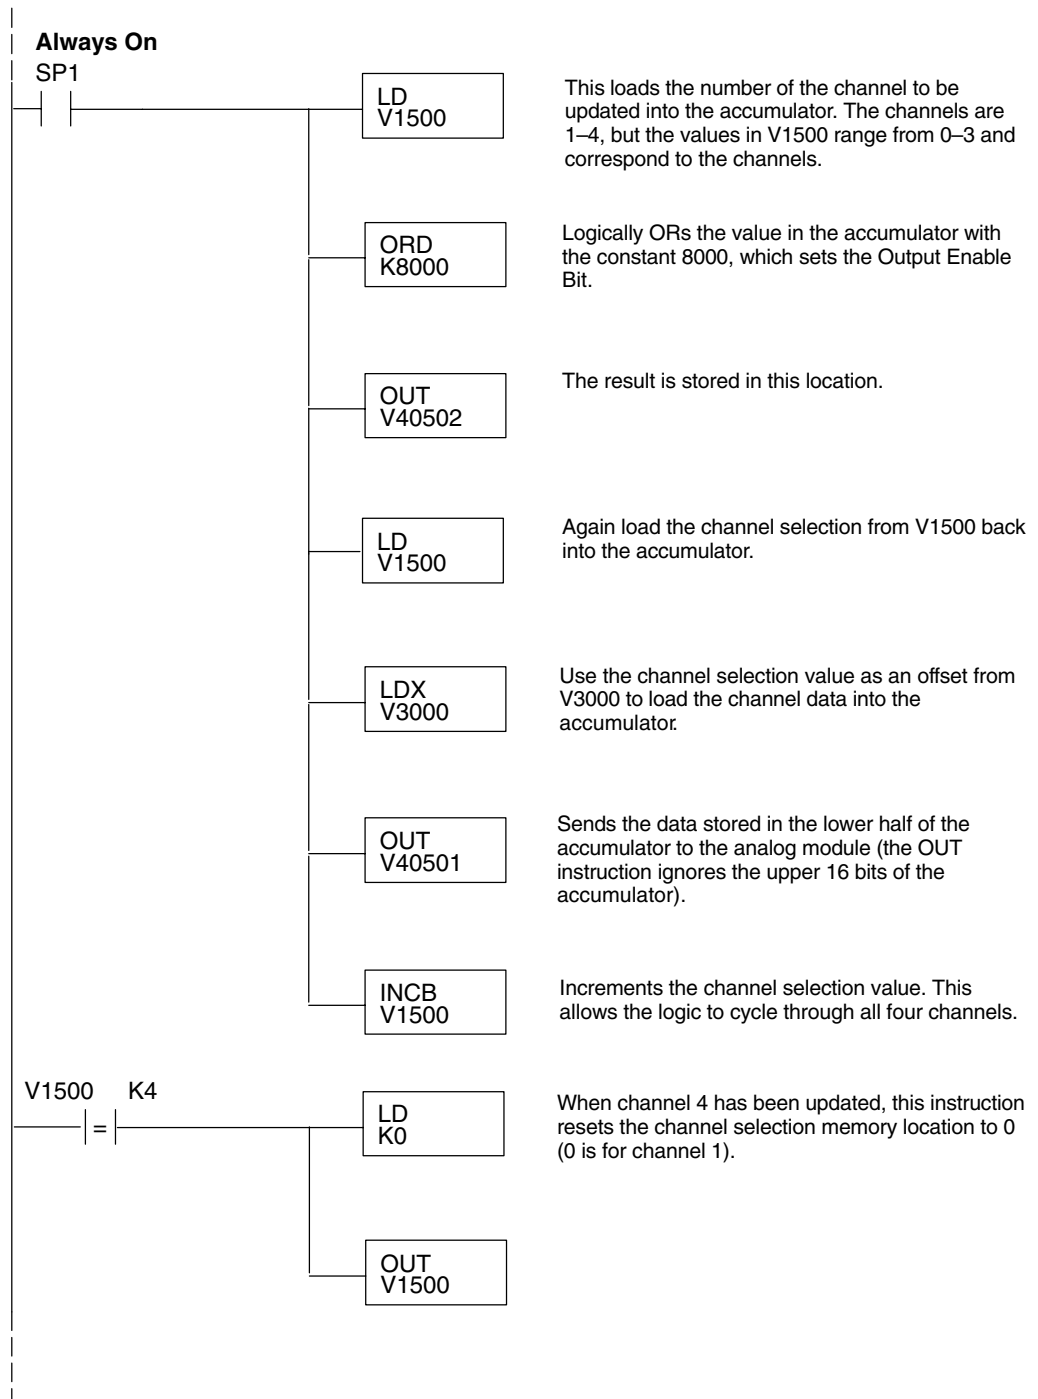 Always On
SP1
LD
V1500
This loads the number of the channel to be
updated into the accumulator. The channels are
1–4, but the values in V1500 range from 0–3 and
correspond to the channels.
ORD
K8000
Logically ORs the value in the accumulator with
the constant 8000, which sets the Output Enable
Bit.
OUT
V40502
The result is stored in this location.
LD
V1500
Again load the channel selection from V1500 back
into the accumulator.
LDX
V3000
Use the channel selection value as an offset from
V3000 to load the channel data into the
accumulator.
OUT
V40501
Sends the data stored in the lower half of the
accumulator to the analog module (the OUT
instruction ignores the upper 16 bits of the
accumulator).
INCB
V1500
Increments the channel selection value. This
allows the logic to cycle through all four channels.
V1500 K4
=
LD
K0
When channel 4 has been updated, this instruction
resets the channel selection memory location to 0
(0 is for channel 1).
OUT
V1500